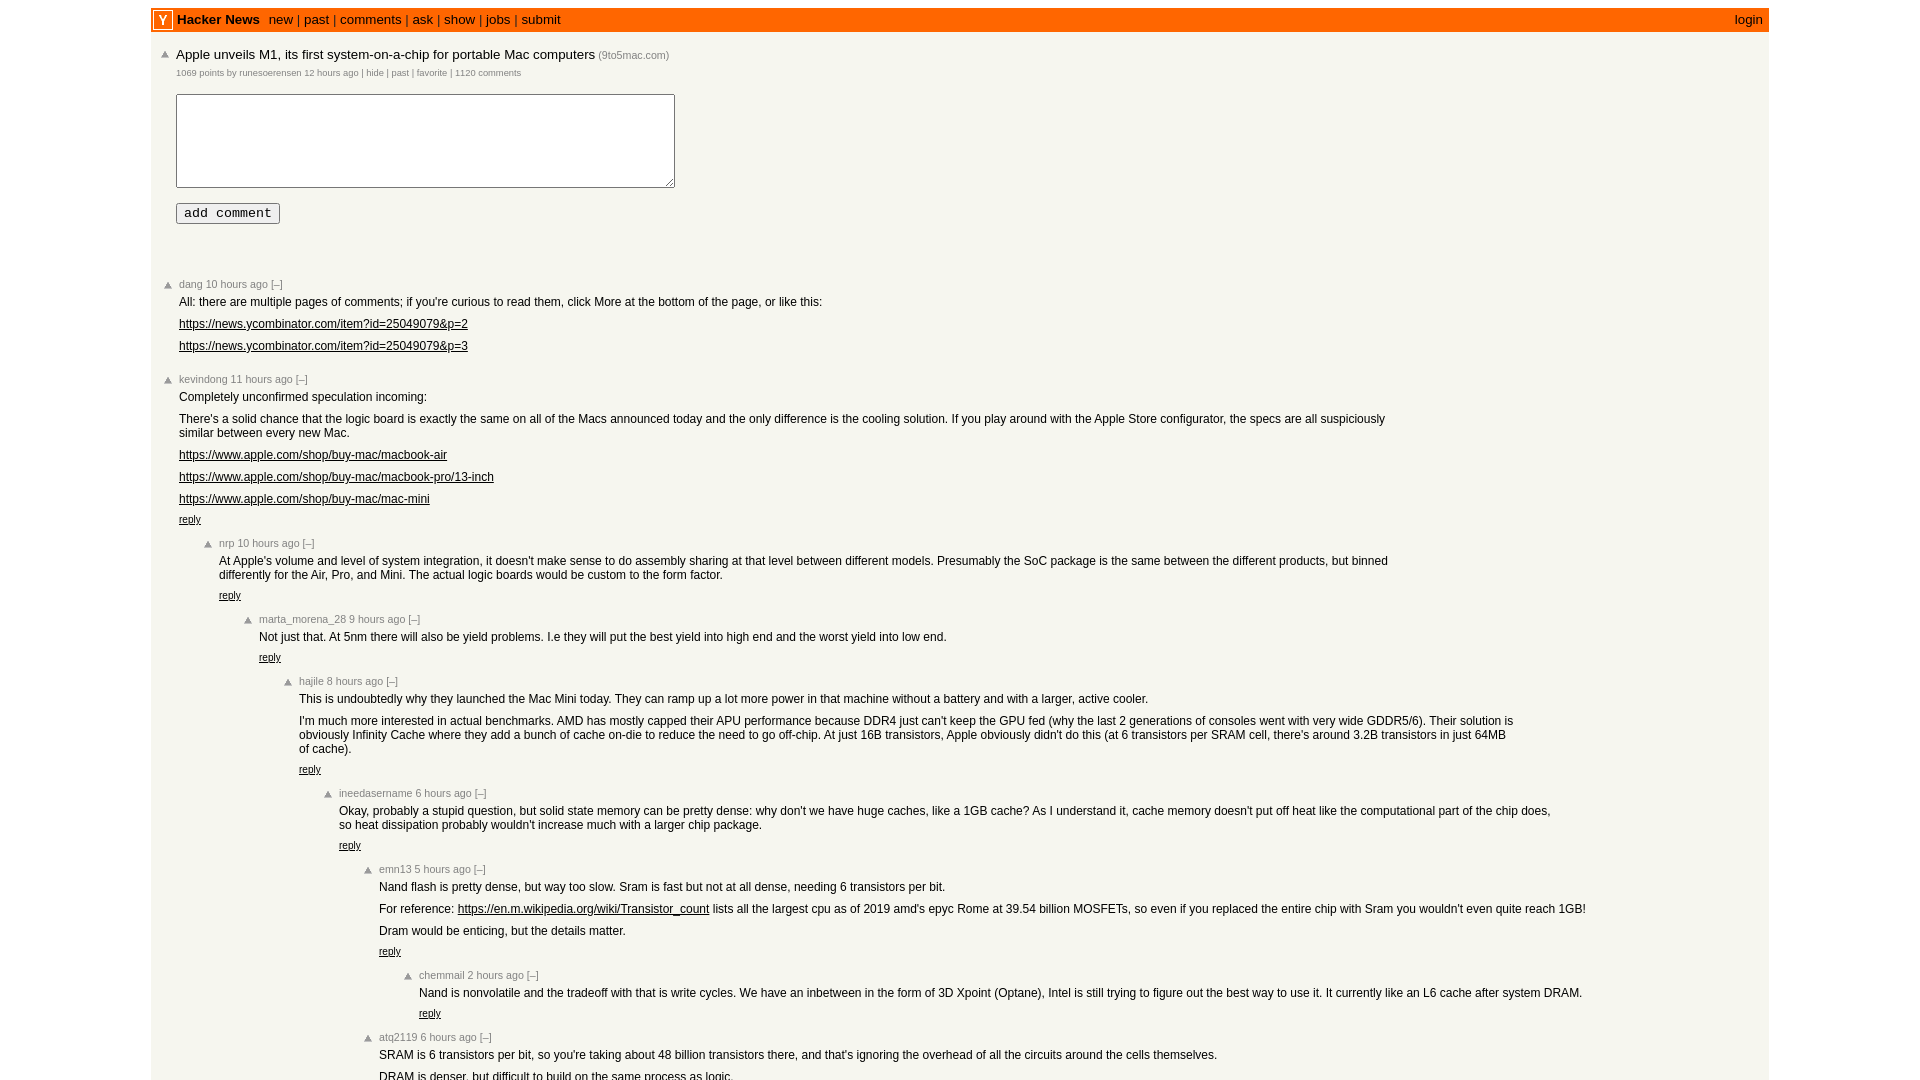 Y Hacker News new | past | comments | ask | show | jobs | submit login
Apple unveils M1, its first system-on-a-chip for portable Mac computers (9to5mac.com)
1069 points by runesoerensen 12 hours ago | hide | past | favorite | 1120 comments
add comment
dang 10 hours ago [–]
All: there are multiple pages of comments; if you're curious to read them, click More at the bottom of the page, or like this:
https://news.ycombinator.com/item?id=25049079&p=2
https://news.ycombinator.com/item?id=25049079&p=3
kevindong 11 hours ago [–]
Completely unconfirmed speculation incoming:
There's a solid chance that the logic board is exactly the same on all of the Macs announced today and the only difference is the cooling solution. If you play around with the Apple Store configurator, the specs are all suspiciously
similar between every new Mac.
https://www.apple.com/shop/buy-mac/macbook-air
https://www.apple.com/shop/buy-mac/macbook-pro/13-inch
https://www.apple.com/shop/buy-mac/mac-mini
reply
nrp 10 hours ago [–]
At Apple's volume and level of system integration, it doesn't make sense to do assembly sharing at that level between different models. Presumably the SoC package is the same between the different products, but binned
differently for the Air, Pro, and Mini. The actual logic boards would be custom to the form factor.
reply
marta_morena_28 9 hours ago [–]
Not just that. At 5nm there will also be yield problems. I.e they will put the best yield into high end and the worst yield into low end.
reply
hajile 8 hours ago [–]
This is undoubtedly why they launched the Mac Mini today. They can ramp up a lot more power in that machine without a battery and with a larger, active cooler.
I'm much more interested in actual benchmarks. AMD has mostly capped their APU performance because DDR4 just can't keep the GPU fed (why the last 2 generations of consoles went with very wide GDDR5/6). Their solution is
obviously Infinity Cache where they add a bunch of cache on-die to reduce the need to go off-chip. At just 16B transistors, Apple obviously didn't do this (at 6 transistors per SRAM cell, there's around 3.2B transistors in just 64MB
of cache).
reply
ineedasername 6 hours ago [–]
Okay, probably a stupid question, but solid state memory can be pretty dense: why don't we have huge caches, like a 1GB cache? As I understand it, cache memory doesn't put off heat like the computational part of the chip does,
so heat dissipation probably wouldn't increase much with a larger chip package.
reply
emn13 5 hours ago [–]
Nand flash is pretty dense, but way too slow. Sram is fast but not at all dense, needing 6 transistors per bit.
For reference: https://en.m.wikipedia.org/wiki/Transistor_count lists all the largest cpu as of 2019 amd's epyc Rome at 39.54 billion MOSFETs, so even if you replaced the entire chip with Sram you wouldn't even quite reach 1GB!
Dram would be enticing, but the details matter.
reply
chemmail 2 hours ago [–]
Nand is nonvolatile and the tradeoff with that is write cycles. We have an inbetween in the form of 3D Xpoint (Optane), Intel is still trying to figure out the best way to use it. It currently like an L6 cache after system DRAM.
reply
atq2119 6 hours ago [–]
SRAM is 6 transistors per bit, so you're taking about 48 billion transistors there, and that's ignoring the overhead of all the circuits around the cells themselves.
DRAM is denser, but difficult to build on the same process as logic.